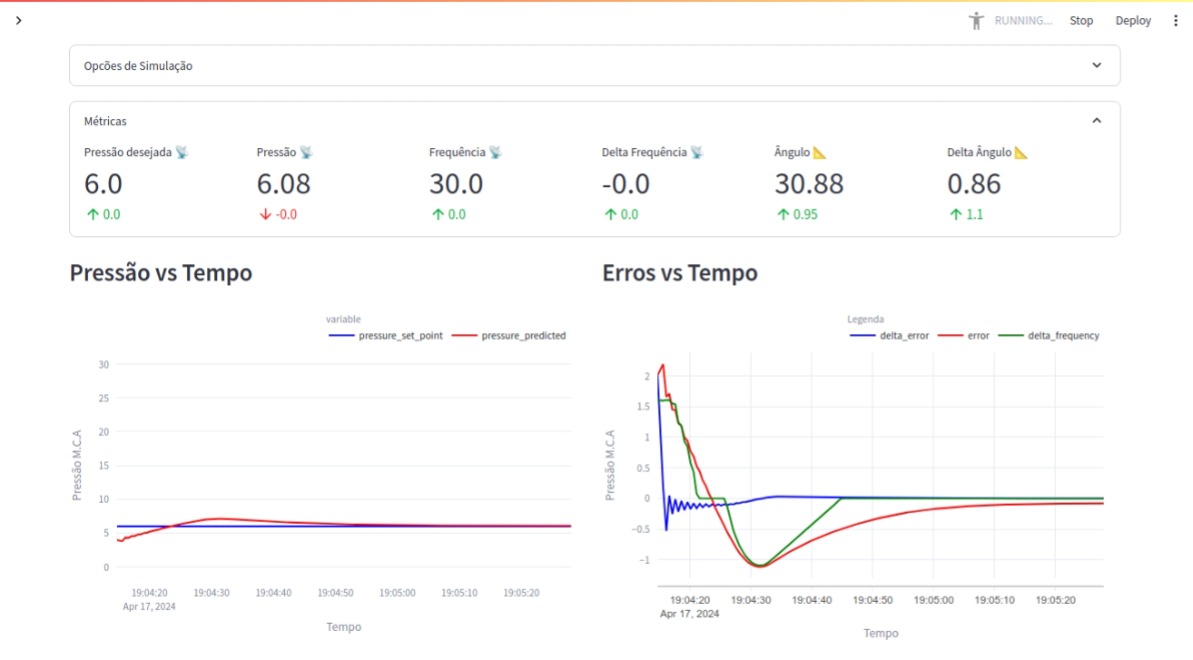 RUNNING... Stop Deploy
Opcões de Simulação
Métricas
Pressão desejada Pressão Frequência Delta Frequência Ângulo Delta Ângulo
6.0 6.08 30.0 -0.0 30.88 0.86
0.0 -0.0 0.0 0.0 0.95 1.1
Pressão vs Tempo
variable
pressure_set_point pressure_predicted
Pressão M.C.A
30
25
20
15
10
5
0
19:04:20 19:04:30 19:04:40 19:04:50 19:05:00 19:05:10 19:05:20
Apr 17, 2024
Tempo
Erros vs Tempo
Legenda
delta_error error delta_frequency
Pressão M.C.A
2
1.5
1
0.5
0
−0.5
−1
19:04:20 19:04:30 19:04:40 19:04:50 19:05:00 19:05:10 19:05:20
Apr 17, 2024
Tempo